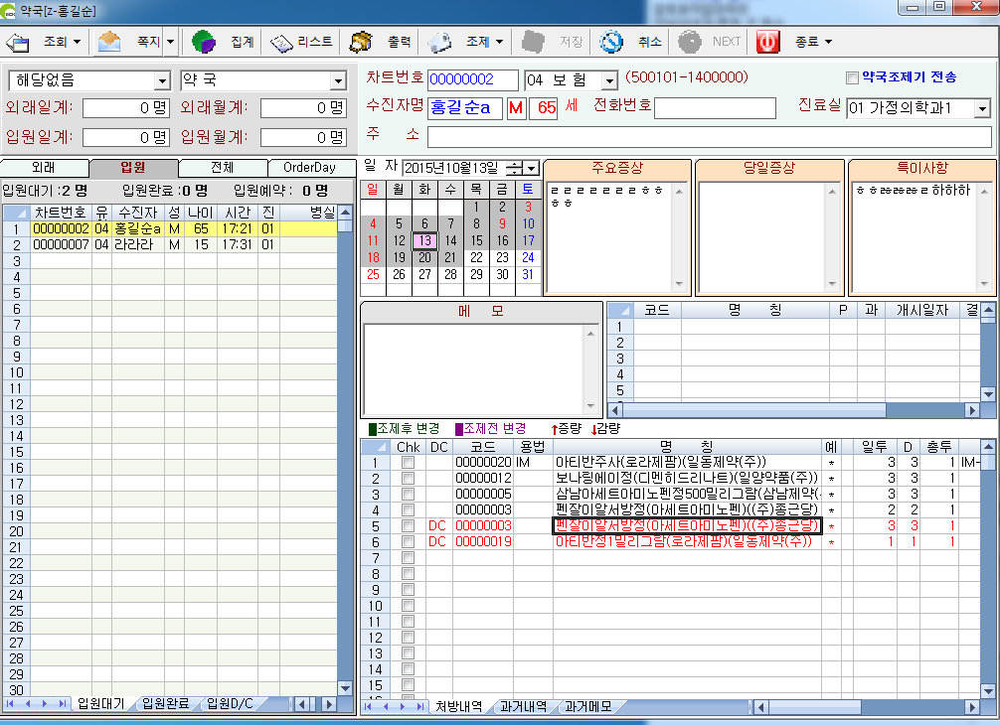 약국[z-홍길순]
조회 쪽지 집계 리스트 출력 조제 저장 취소 NEXT 종료
해당없음 약 국
외래일계: 0 명 외래월계: 0 명
입원일계: 0 명 입원월계: 0 명
차트번호 00000002 04 보 험 (500101-1400000) 약국조제기 전송
수진자명 홍길순a M 65 세 전화번호 진료실 01 가정의학과1
주 소
외래 입원 전체 OrderDay
입원대기 :2 명 입원완료 :0 명 입원예약 : 0 명
차트번호 유 수진자 성 나이 시간 진 병실
1 00000002 04 홍길순a M 65 17:21 01
2 00000007 04 라라라 M 15 17:31 01
3
4
5
6
7
8
9
10
11
12
13
14
15
16
17
18
19
20
21
22
23
24
25
26
27
28
29
30
입원대기 입원완료 입원D/C
일 자 2015년10월13일
일 월 화 수 목 금 토
1 2 3
4 5 6 7 8 9 10
11 12 13 14 15 16 17
18 19 20 21 22 23 24
25 26 27 28 29 30 31
주요증상
ㄹㄹㄹㄹㄹㄹㄹㅎㅎ
ㅎㅎ
당일증상
특이사항
메 모
코드 명 칭 P 과 개시일자 결
1
2
3
4
5
조제후 변경 조제전 변경 ↑증량 ↓감량
Chk DC 코드 용법 명 칭 예 일투 D 총투
1 00000020 IM 아티반주사(로라제팜)(일동제약(주)) * 3 3 1 IM-
2 00000012 보나링에이정(디멘히드리나트)(일양약품(주)) * 3 3 1
3 00000005 삼남아세트아미노펜정500밀리그람(삼남제약( * 3 3 1
4 00000003 펜잘이알서방정(아세트아미노펜)((주)종근당) * 2 2 1
5 DC 00000003 펜잘이알서방정(아세트아미노펜)((주)종근당) * 3 3 1
6 DC 00000019 아티반정1밀리그람(로라제팜)(일동제약(주)) * 1 1 1
7
8
9
10
11
12
13
14
15
처방내역 과거내역 과거메모